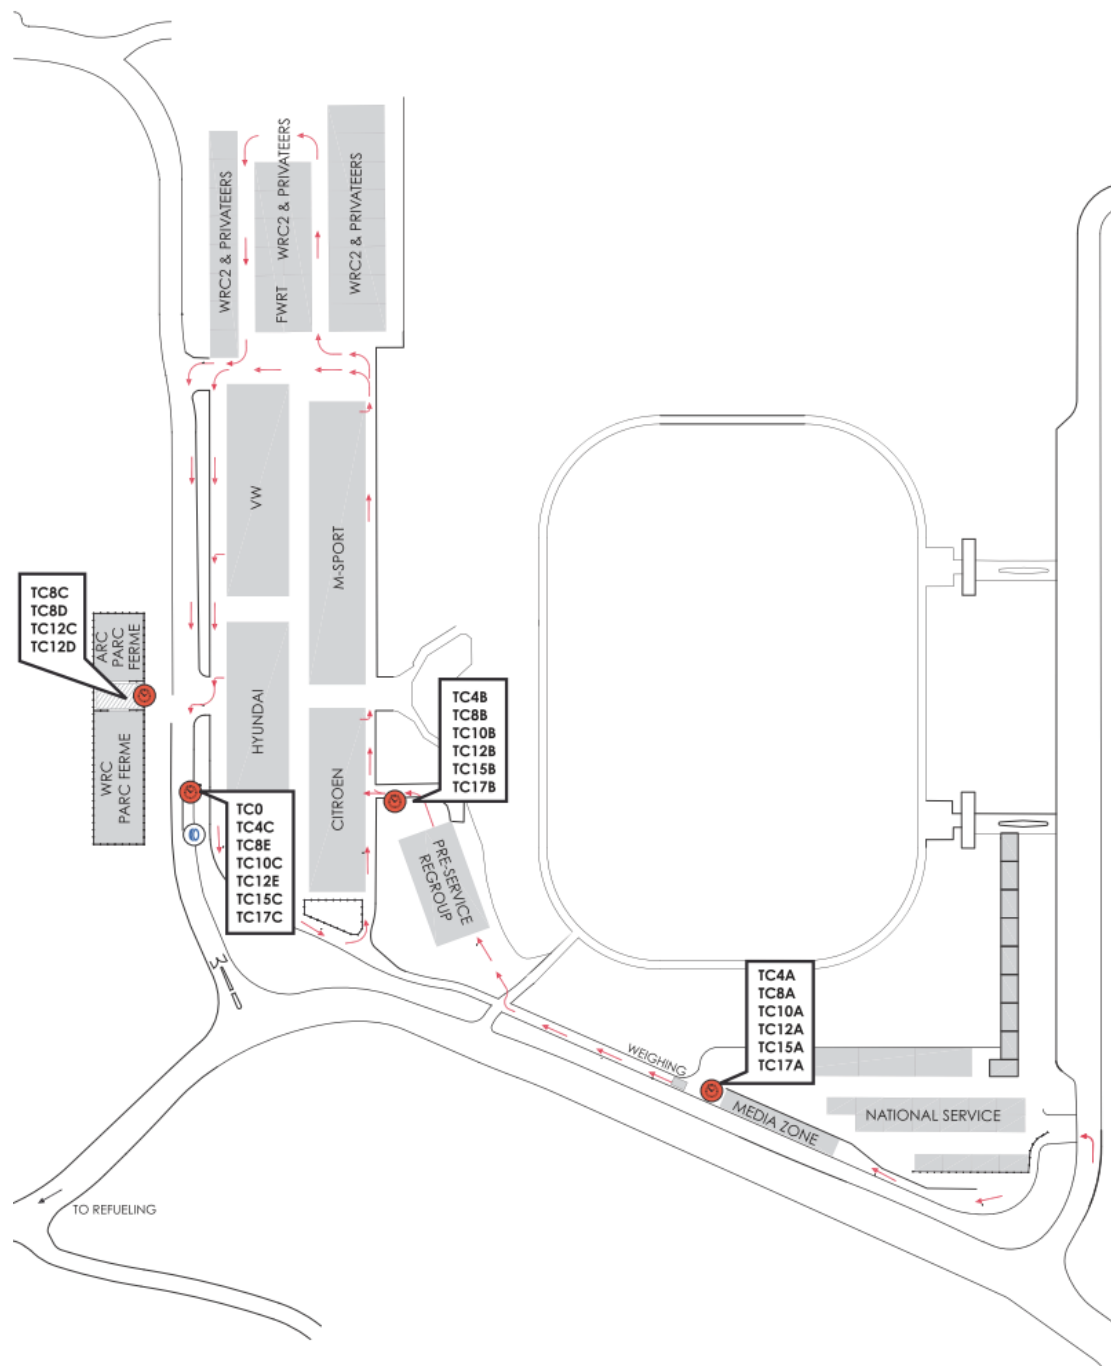 WRC2 & PRIVATEERS
FWRT WRC2 & PRIVATEERS
WRC2 & PRIVATEERS
VW
M-SPORT
TC8C
TC8D
TC12C
TC12D
ARC
PARC
FERME
WRC
PARC FERME
HYUNDAI
CITROEN
TC4B
TC8B
TC10B
TC12B
TC15B
TC17B
TC0
TC4C
TC8E
TC10C
TC12E
TC15C
TC17C
PRE-SERVICE
REGROUP
TC4A
TC8A
TC10A
TC12A
TC15A
TC17A
WEIGHING
MEDIA ZONE
NATIONAL SERVICE
TO REFUELING